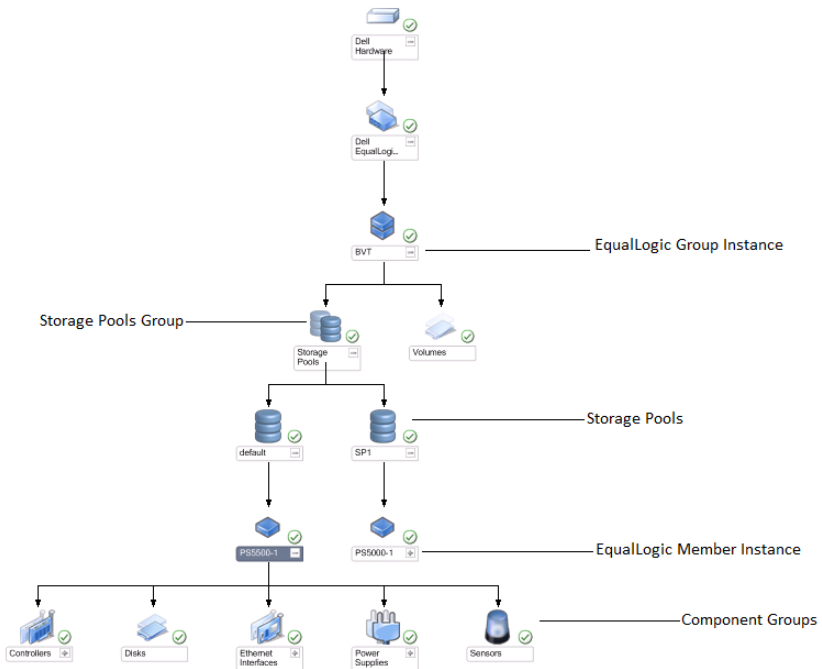 Dell
Hardware
Dell
EqualLogi...
BVT
EqualLogic Group Instance
Storage Pools Group
Storage
Pools
Volumes
Storage Pools
default
SP1
PS5500-1
PS5000-1
EqualLogic Member Instance
Component Groups
Controllers
Disks
Ethernet
Interfaces
Power
Supplies
Sensors